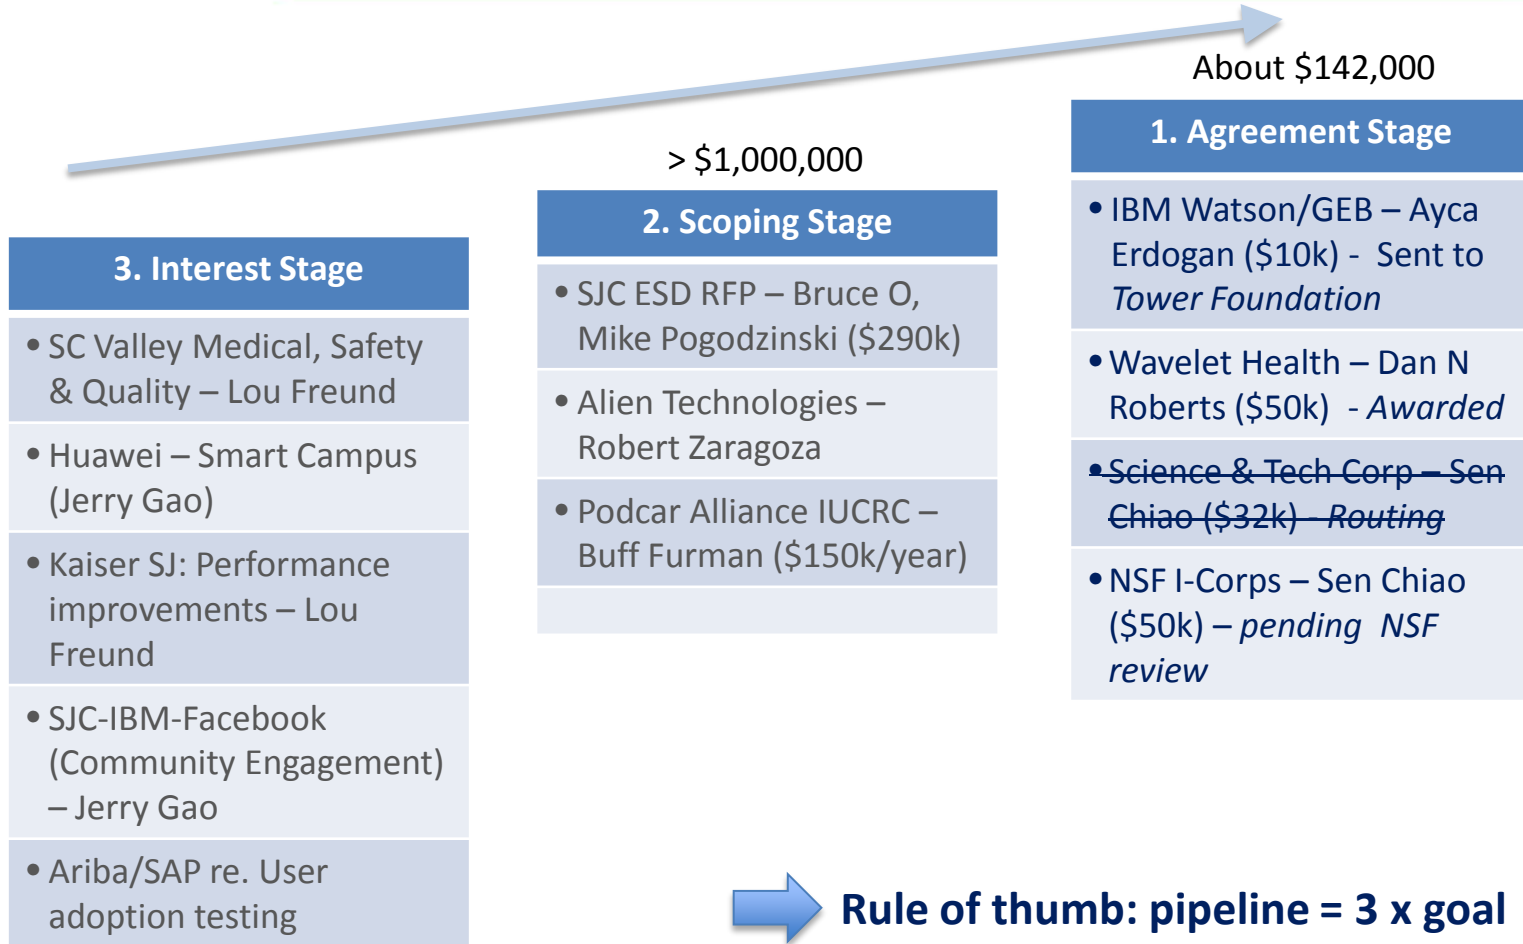 About $142,000
1. Agreement Stage
• IBM Watson/GEB – Ayca
Erdogan ($10k) - Sent to
Tower Foundation
• Wavelet Health – Dan N
Roberts ($50k) - Awarded
• Science & Tech Corp – Sen
Chiao ($32k) - Routing
• NSF I-Corps – Sen Chiao
($50k) – pending NSF
review
> $1,000,000
2. Scoping Stage
• SJC ESD RFP – Bruce O,
Mike Pogodzinski ($290k)
• Alien Technologies –
Robert Zaragoza
• Podcar Alliance IUCRC –
Buff Furman ($150k/year)
3. Interest Stage
• SC Valley Medical, Safety
& Quality – Lou Freund
• Huawei – Smart Campus
(Jerry Gao)
• Kaiser SJ: Performance
improvements – Lou
Freund
• SJC-IBM-Facebook
(Community Engagement)
– Jerry Gao
• Ariba/SAP re. User
adoption testing
Rule of thumb: pipeline = 3 x goal